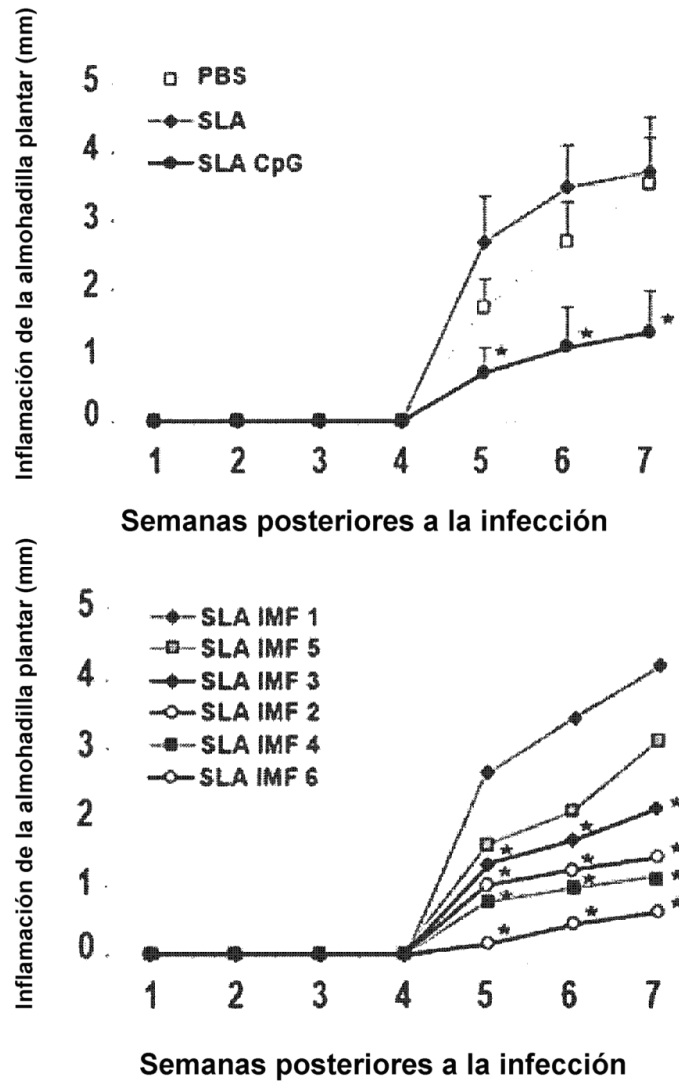 Inflamación de la almohadilla plantar (mm)
5
4
3
2
1
0
PBS
SLA
SLA CpG
*
*
*
1 2 3 4 5 6 7
Semanas posteriores a la infección
Inflamación de la almohadilla plantar (mm)
5
4
3
2
1
0
SLA IMF 1
SLA IMF 5
SLA IMF 3
SLA IMF 2
SLA IMF 4
SLA IMF 6
* * *
* * *
* * *
* * *
1 2 3 4 5 6 7
Semanas posteriores a la infección